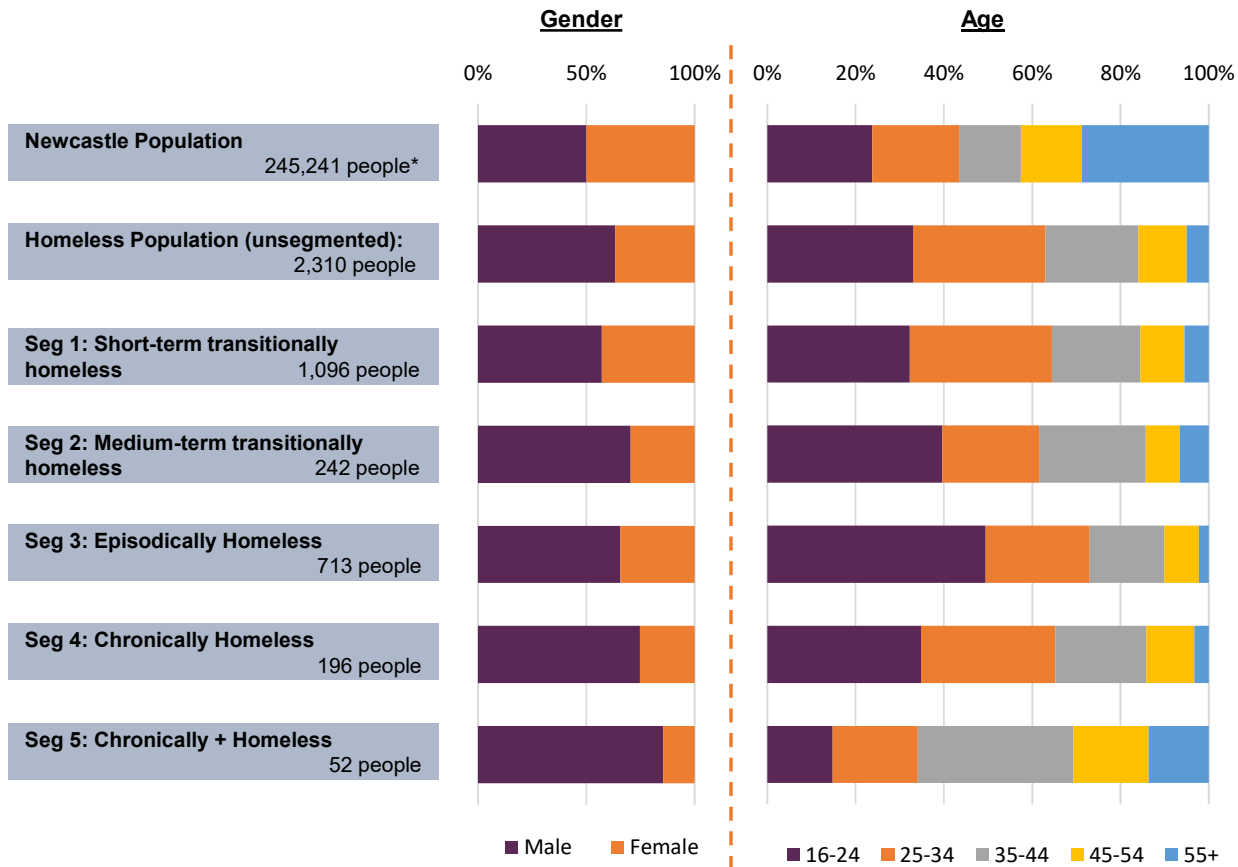 Gender
Age
0% 50% 100%
0% 20% 40% 60% 80% 100%
Newcastle Population
245,241 people*
Homeless Population (unsegmented):
2,310 people
Seg 1: Short-term transitionally
homeless 1,096 people
Seg 2: Medium-term transitionally
homeless 242 people
Seg 3: Episodically Homeless
713 people
Seg 4: Chronically Homeless
196 people
Seg 5: Chronically + Homeless
52 people
Male Female
16-24 25-34 35-44 45-54 55+